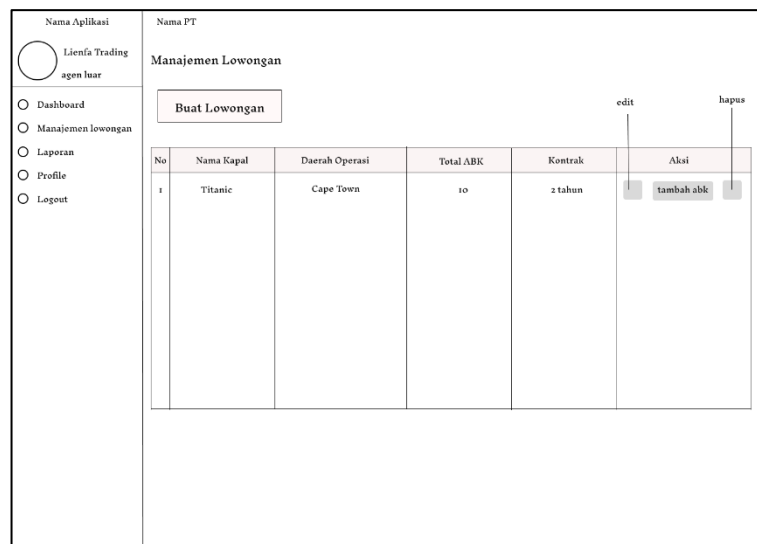 Nama Aplikasi
Lienfa Trading
agen luar
Dashboard
Manajemen lowongan
Laporan
Profile
Logout
Nama PT
Manajemen Lowongan
Buat Lowongan
edit hapus
No Nama Kapal Daerah Operasi Total ABK Kontrak Aksi
1 Titanic Cape Town 10 2 tahun tambah abk